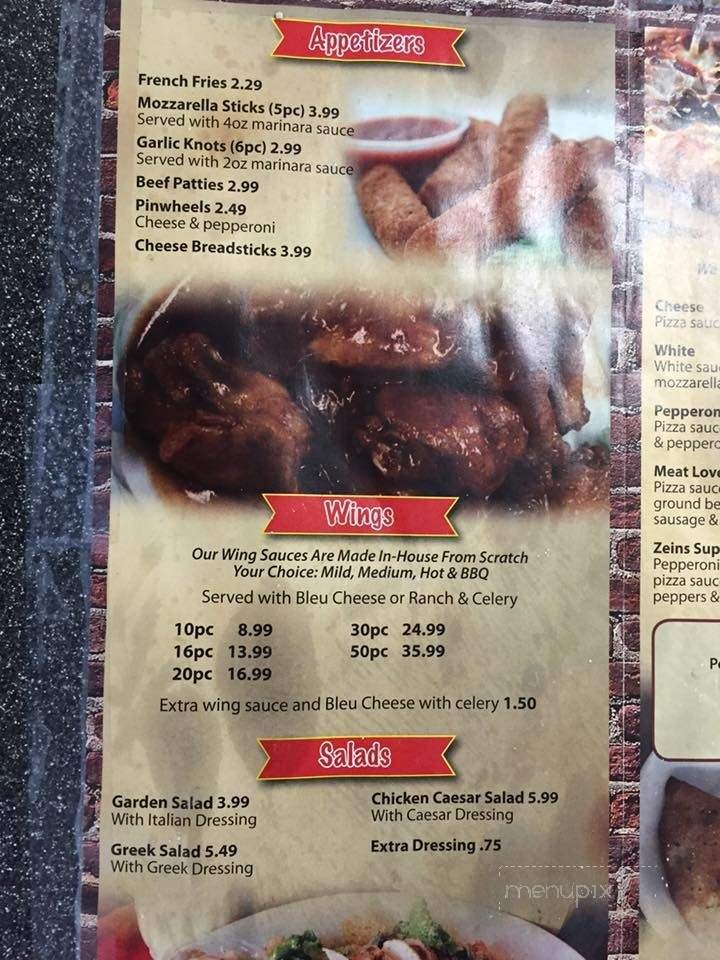 Appetizers
French Fries 2.29
Mozzarella Sticks (5pc) 3.99
Served with 4oz marinara sauce
Garlic Knots (6pc) 2.99
Served with 2oz marinara sauce
Beef Patties 2.99
Pinwheels 2.49
Cheese & pepperoni
Cheese Breadsticks 3.99
Wings
Our Wing Sauces Are Made In-House From Scratch
Your Choice: Mild, Medium, Hot & BBQ
Served with Bleu Cheese or Ranch & Celery
10pc 8.99
16pc 13.99
20pc 16.99
30pc 24.99
50pc 35.99
Extra wing sauce and Bleu Cheese with celery 1.50
Salads
Garden Salad 3.99
With Italian Dressing
Greek Salad 5.49
With Greek Dressing
Chicken Caesar Salad 5.99
With Caesar Dressing
Extra Dressing .75
menupix
Cheese
Pizza sauc
White
White sau
mozzarella
Pepperon
Pizza sauc
& peppero
Meat Love
Pizza sauce
ground be
sausage &
Zeins Sup
Pepperoni
pizza sauc
peppers &